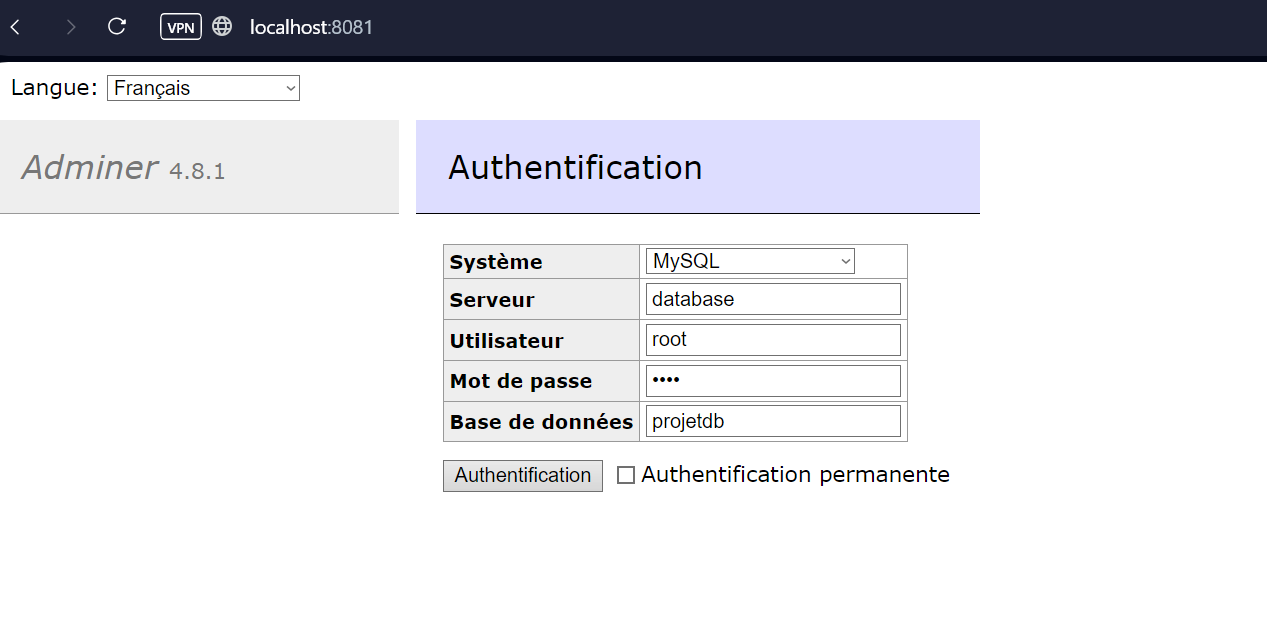 VPN localhost:8081
Langue: Français
Adminer 4.8.1
Authentification
Système MySQL
Serveur database
Utilisateur root
Mot de passe ••••
Base de données projetdb
Authentification Authentification permanente